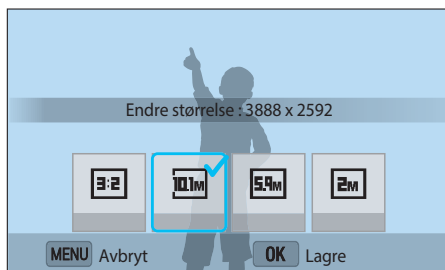 Endre størrelse : 3888 x 2592
3:2 10.1M 5.9M 2M
MENU Avbryt OK Lagre